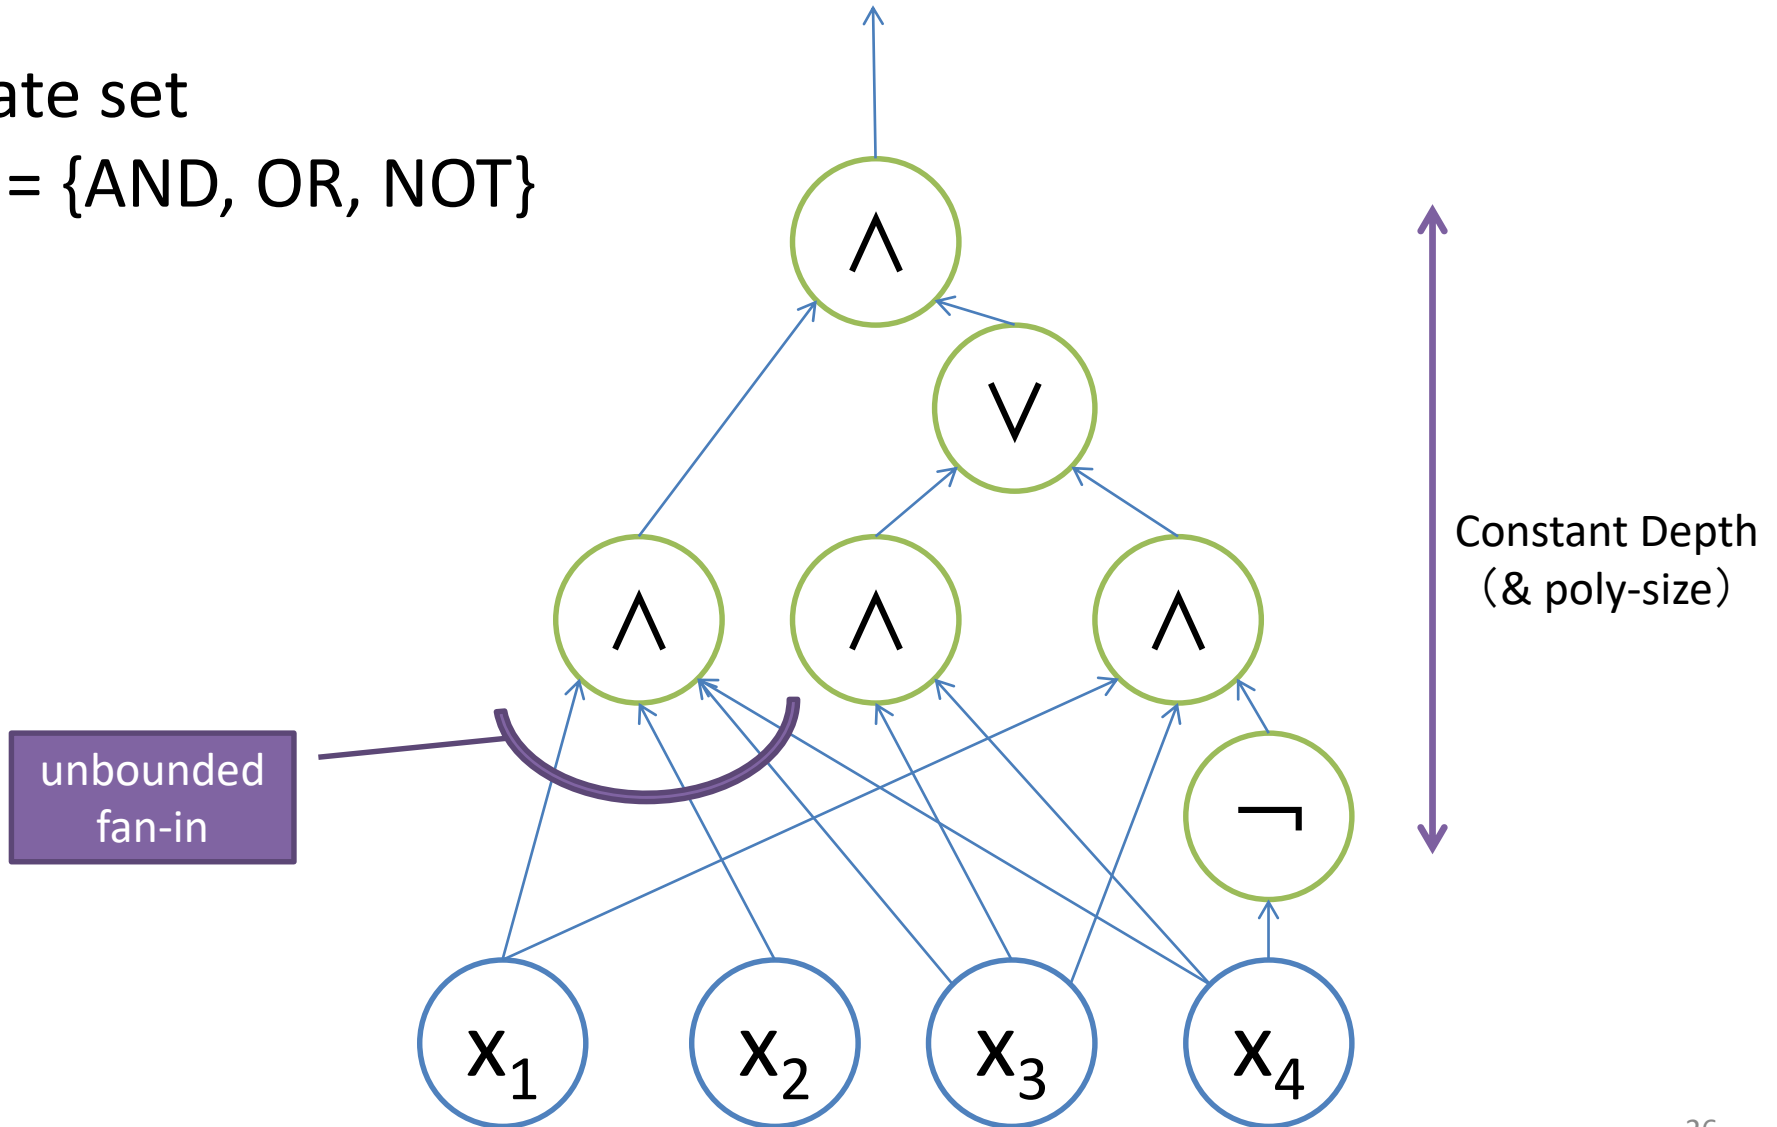 ate set
= {AND, OR, NOT}
∧
∨
∧ ∧ ∧
Constant Depth
（& poly-size）
unbounded
fan-in
¬
x₁ x₂ x₃ x₄